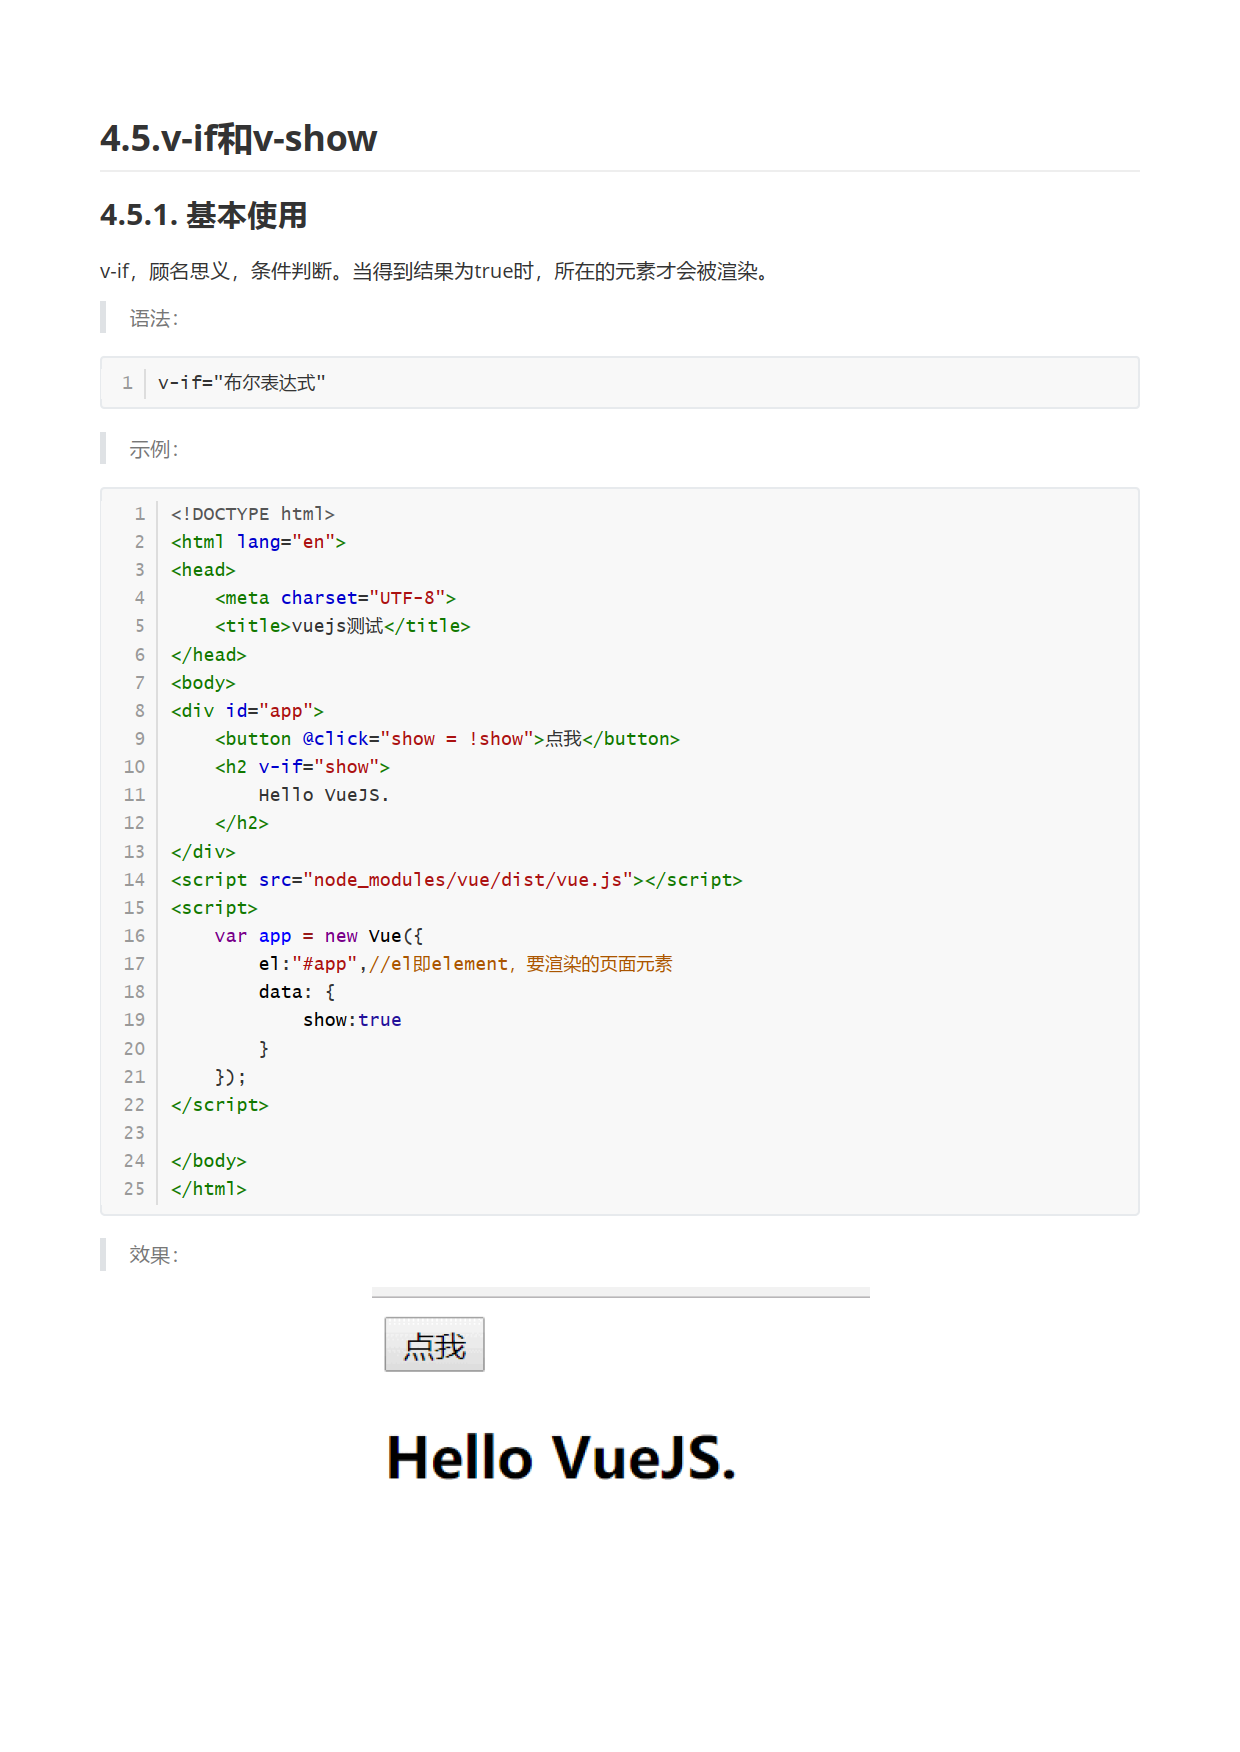 4.5.v-if和v-show
4.5.1. 基本使用
v-if，顾名思义，条件判断。当得到结果为true时，所在的元素才会被渲染。
语法：
1 v-if="布尔表达式"
示例：
1 <!DOCTYPE html>
2 <html lang="en">
3 <head>
4     <meta charset="UTF-8">
5     <title>vuejs测试</title>
6 </head>
7 <body>
8 <div id="app">
9     <button @click="show = !show">点我</button>
10     <h2 v-if="show">
11         Hello VueJS.
12     </h2>
13 </div>
14 <script src="node_modules/vue/dist/vue.js"></script>
15 <script>
16     var app = new Vue({
17         el:"#app",//el即element，要渲染的页面元素
18         data: {
19             show:true
20         }
21     });
22 </script>
23
24 </body>
25 </html>
效果：
点我
Hello VueJS.